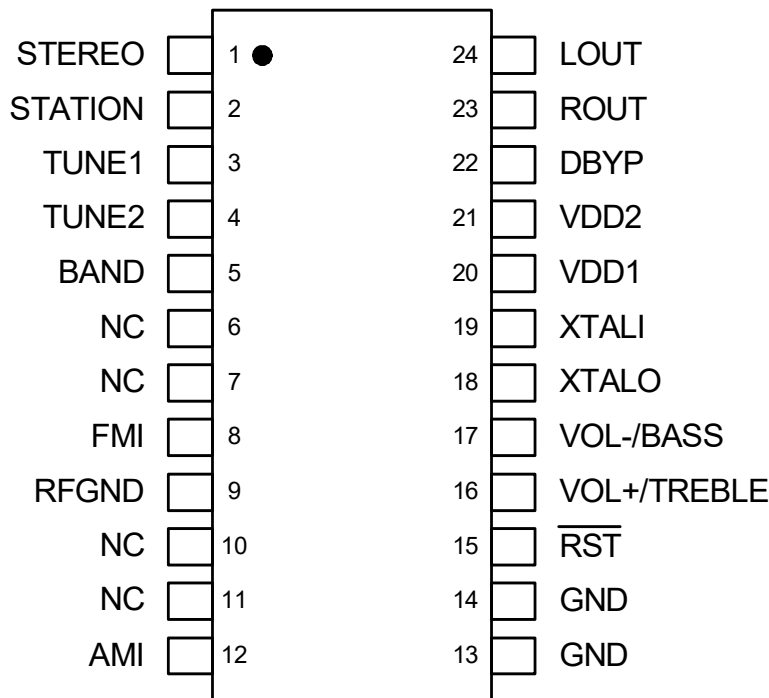 STEREO 1 24 LOUT
STATION 2 23 ROUT
TUNE1 3 22 DBYP
TUNE2 4 21 VDD2
BAND 5 20 VDD1
NC 6 19 XTALI
NC 7 18 XTALO
FMI 8 17 VOL-/BASS
RFGND 9 16 VOL+/TREBLE
NC 10 15 R̅S̅T̅
NC 11 14 GND
AMI 12 13 GND